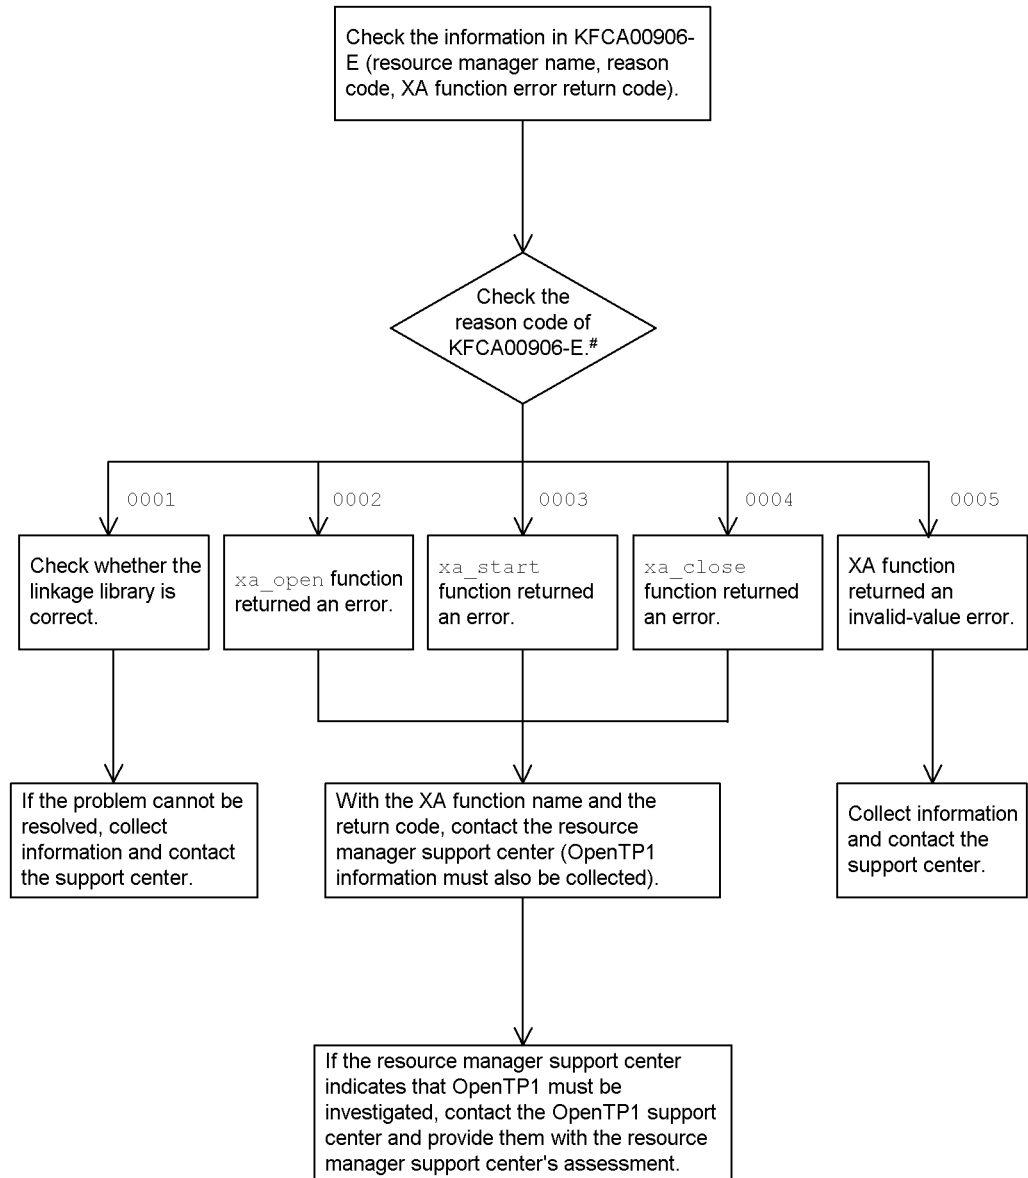 Check the information in KFCA00906-
E (resource manager name, reason
code, XA function error return code).
Check the
reason code of
KFCA00906-E.#
0001
0002
0003
0004
0005
Check whether the
linkage library is
correct.
xa_open function
returned an error.
xa_start
function returned
an error.
xa_close
function returned
an error.
XA function
returned an
invalid-value error.
If the problem cannot be
resolved, collect
information and contact
the support center.
With the XA function name and the
return code, contact the resource
manager support center (OpenTP1
information must also be collected).
Collect information
and contact the
support center.
If the resource manager support center
indicates that OpenTP1 must be
investigated, contact the OpenTP1 support
center and provide them with the resource
manager support center's assessment.